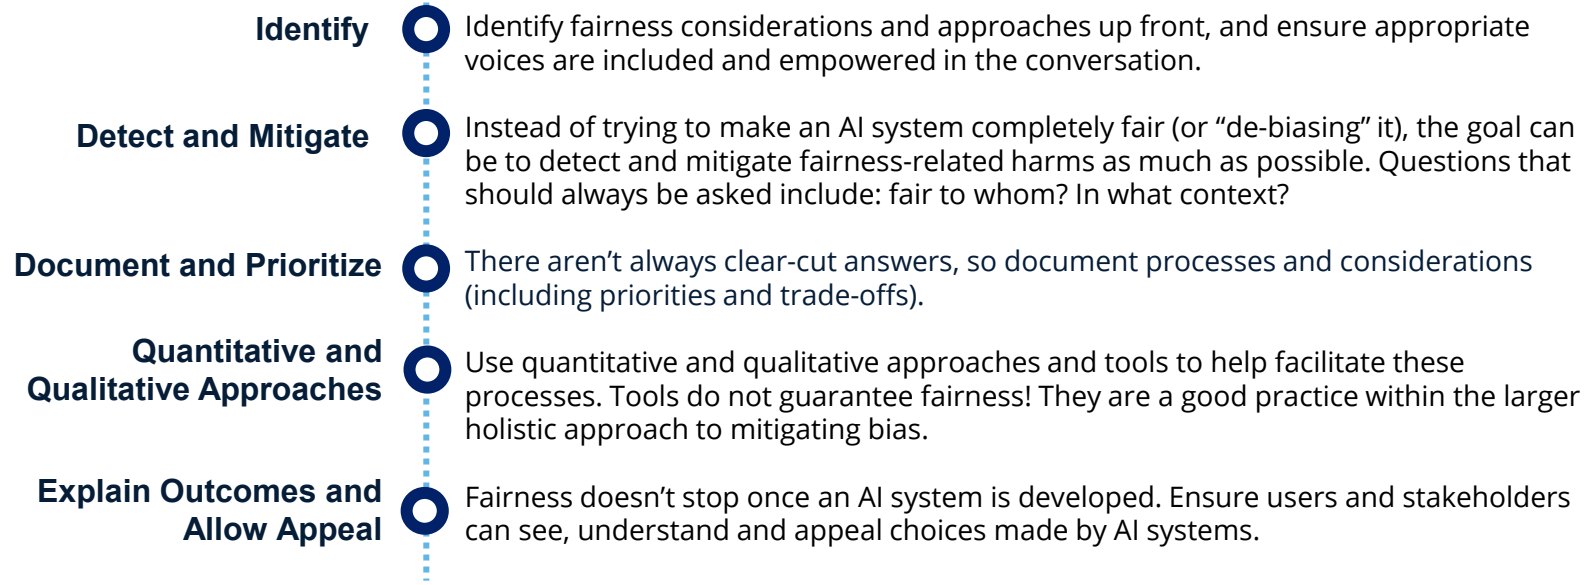 Identify
Identify fairness considerations and approaches up front, and ensure appropriate
voices are included and empowered in the conversation.
Detect and Mitigate
Instead of trying to make an AI system completely fair (or “de-biasing” it), the goal can
be to detect and mitigate fairness-related harms as much as possible. Questions that
should always be asked include: fair to whom? In what context?
Document and Prioritize
There aren’t always clear-cut answers, so document processes and considerations
(including priorities and trade-offs).
Quantitative and
Qualitative Approaches
Use quantitative and qualitative approaches and tools to help facilitate these
processes. Tools do not guarantee fairness! They are a good practice within the larger
holistic approach to mitigating bias.
Explain Outcomes and
Allow Appeal
Fairness doesn’t stop once an AI system is developed. Ensure users and stakeholders
can see, understand and appeal choices made by AI systems.